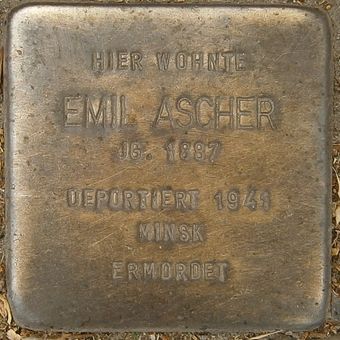 HIER WOHNTE
EMIL ASCHER
JG. 1887
DEPORTIERT 1941
MINSK
ERMORDET